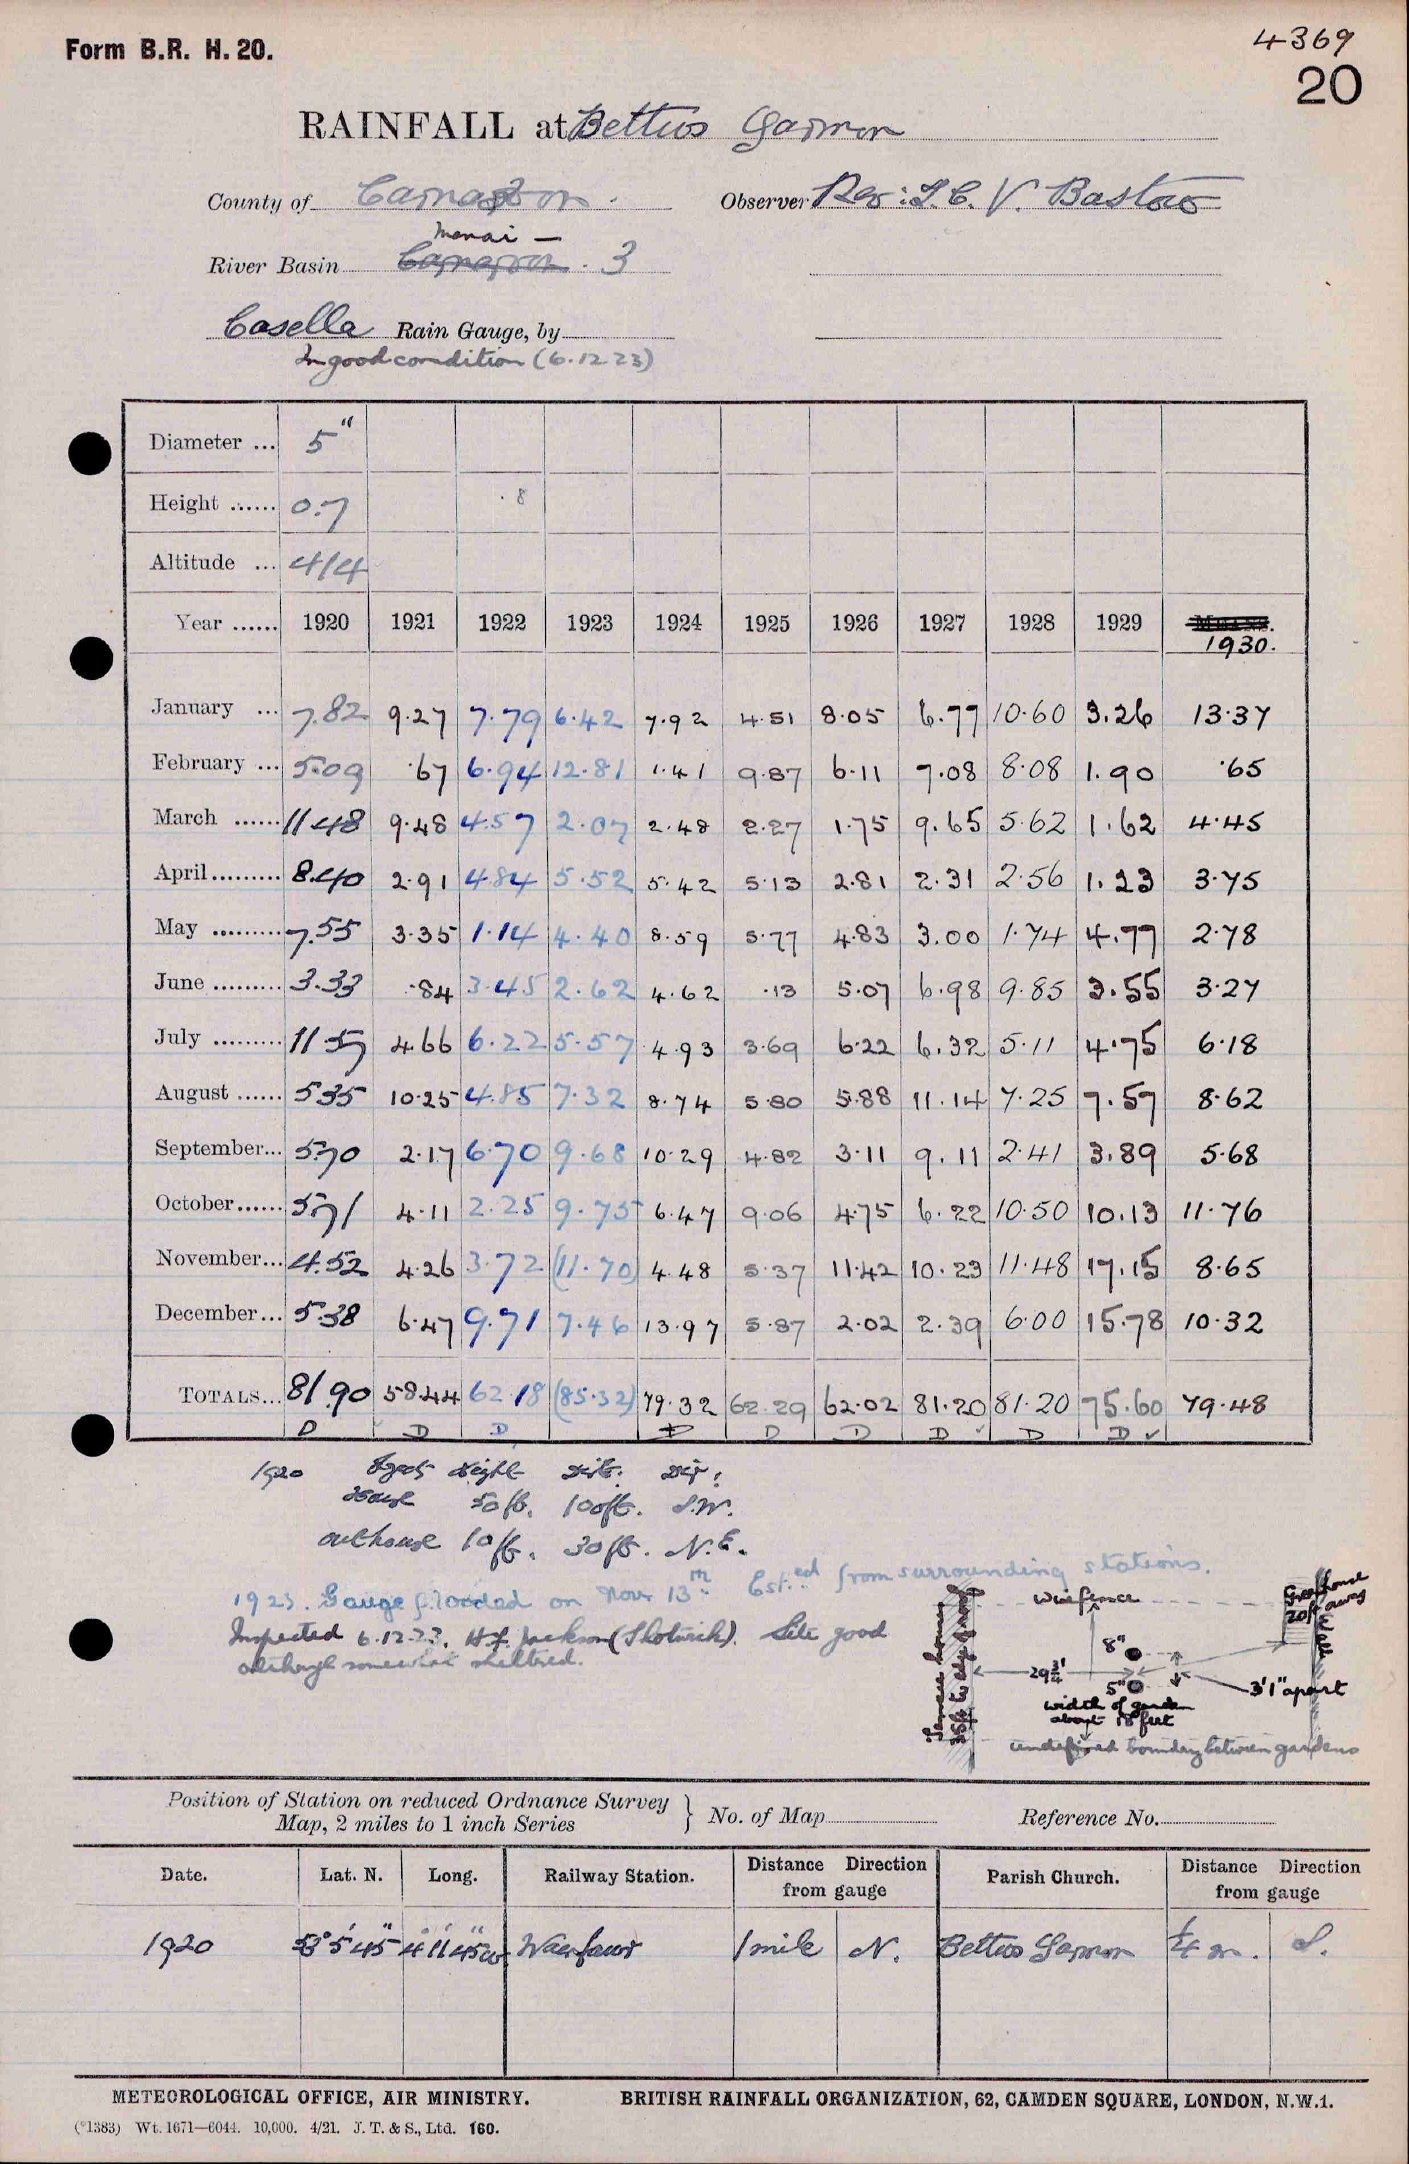 Form B.R. H. 20.
4369
20
RAINFALL at Bettws Garmon
County of Carnarvon. Observer Rev: L. C. V. Bastow
Menai —
River Basin Carnarvon. 3
Casella Rain Gauge, by
In good condition (6.12.23)
Diameter ... 5"
Height ...... 0.7 .8
Altitude ... 414
Year ...... 1920 1921 1922 1923 1924 1925 1926 1927 1928 1929 MEANS.
1930.
January ... 7.82 9.27 7.79 6.42 7.92 4.51 8.05 6.77 10.60 3.26 13.37
February ... 5.09 .67 6.94 12.81 1.41 9.87 6.11 7.08 8.08 1.90 .65
March ...... 11.48 9.48 4.57 2.07 2.48 2.27 1.75 9.65 5.62 1.62 4.45
April ......... 8.40 2.91 4.84 5.52 5.42 5.13 2.81 2.31 2.56 1.23 3.75
May ......... 7.55 3.35 1.14 4.40 8.59 5.77 4.83 3.00 1.74 4.77 2.78
June ......... 3.33 .84 3.45 2.62 4.62 .13 5.07 6.98 9.85 3.55 3.27
July ......... 11.57 4.66 6.22 5.57 4.93 3.69 6.22 6.32 5.11 4.75 6.18
August ...... 5.35 10.25 4.85 7.32 8.74 5.80 5.88 11.14 7.25 7.57 8.62
September... 5.70 2.17 6.70 9.68 10.29 4.82 3.11 9.11 2.41 3.89 5.68
October...... 5.71 4.11 2.25 9.75 6.47 9.06 4.75 6.22 10.50 10.13 11.76
November... 4.52 4.26 3.72 (11.70) 4.48 5.37 11.42 10.23 11.48 17.15 8.65
December... 5.38 6.47 9.71 7.46 13.97 5.87 2.02 2.39 6.00 15.78 10.32
TOTALS... 81.90 58.44 62.18 (85.32) 79.32 62.29 62.02 81.20 81.20 75.60 79.48
D D D D D D D ✓ D D ✓
1920 Object Height Dist. Dir:
House 50ft. 100ft. S.W.
outhouse 10ft. 30ft. N.E.
1923. Gauge flooded on Nov 13th. Est.ed from surrounding stations.
Inspected 6.12.23. H.J. Jackson (Shotwick). Site good
although somewhat sheltered.
wire fence
Greenhouse
20ft away
8"
29¾'
5"
3'1" apart
width of garden
about 18 feet
undefined boundary between gardens
Position of Station on reduced Ordnance Survey
Map, 2 miles to 1 inch Series } No. of Map Reference No.
Date. Lat. N. Long. Railway Station. Distance Direction from gauge Parish Church. Distance Direction from gauge
1920 53° 5' 45" 4° 11' 45" W Waenfawr 1 mile N. Bettws Garmon ¼ m. S.
METEOROLOGICAL OFFICE, AIR MINISTRY. BRITISH RAINFALL ORGANIZATION, 62, CAMDEN SQUARE, LONDON, N.W.1.
(*1383) Wt. 1671—6044. 10,000. 4/21. J. T. & S., Ltd. 160.